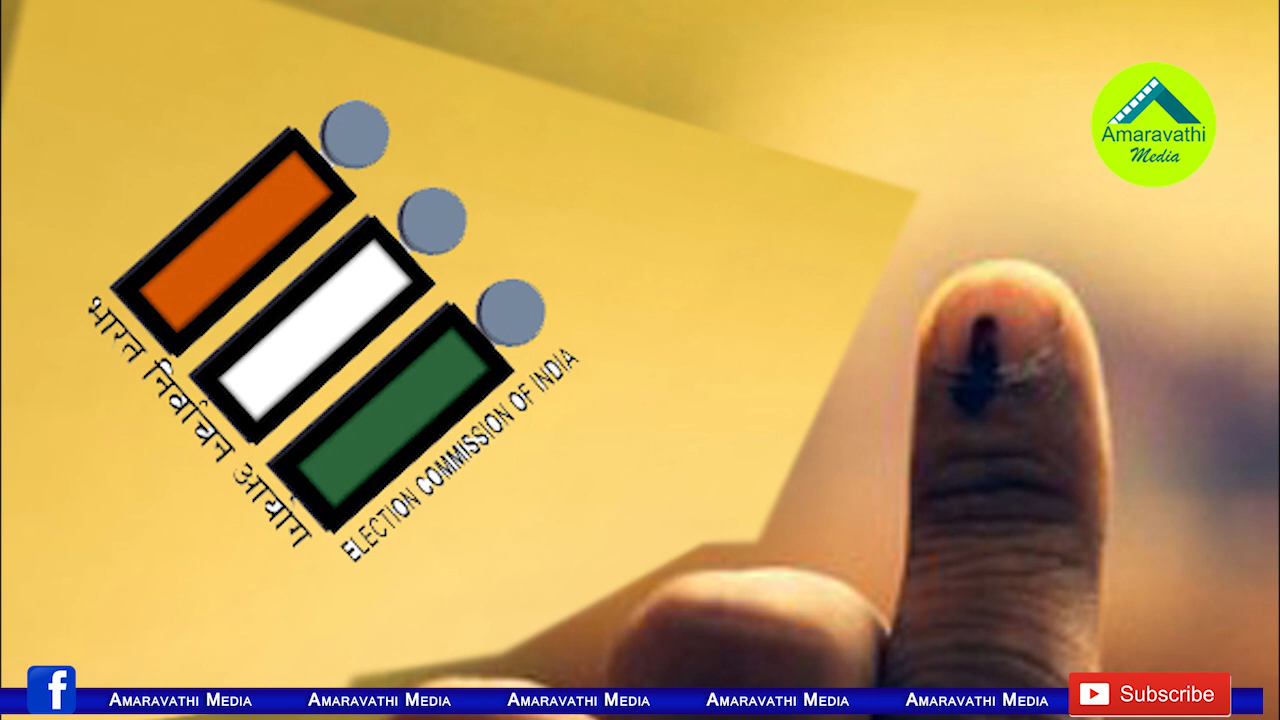 Amaravathi
Media
भारत निर्वाचन आयोग
ELECTION COMMISSION OF INDIA
f
Amaravathi Media Amaravathi Media Amaravathi Media Amaravathi Media Amaravathi Media
Subscribe